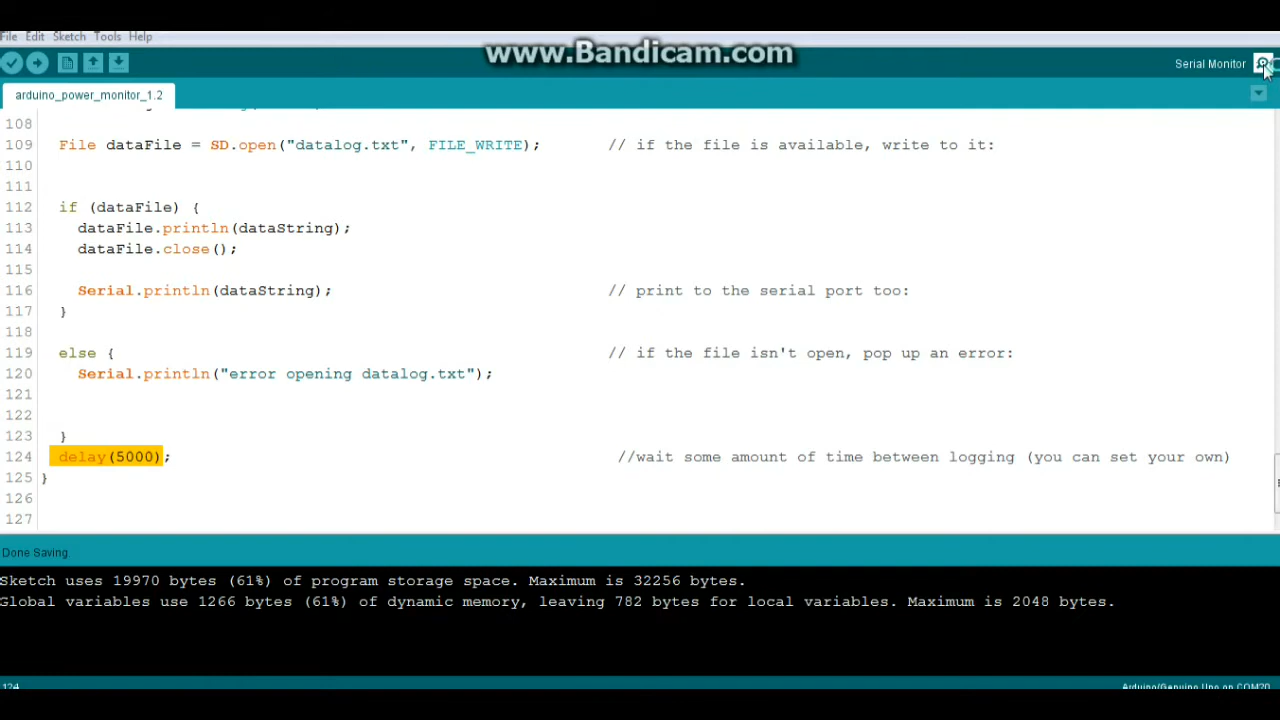 File Edit Sketch Tools Help
www.Bandicam.com
Serial Monitor
arduino_power_monitor_1.2
108
109 File dataFile = SD.open("datalog.txt", FILE_WRITE); // if the file is available, write to it:
110
111
112 if (dataFile) {
113 dataFile.println(dataString);
114 dataFile.close();
115
116 Serial.println(dataString); // print to the serial port too:
117 }
118
119 else { // if the file isn't open, pop up an error:
120 Serial.println("error opening datalog.txt");
121
122
123 }
124 delay(5000); //wait some amount of time between logging (you can set your own)
125 }
126
127
Done Saving.
Sketch uses 19970 bytes (61%) of program storage space. Maximum is 32256 bytes.
Global variables use 1266 bytes (61%) of dynamic memory, leaving 782 bytes for local variables. Maximum is 2048 bytes.
124 Arduino/Genuino Uno on COM20